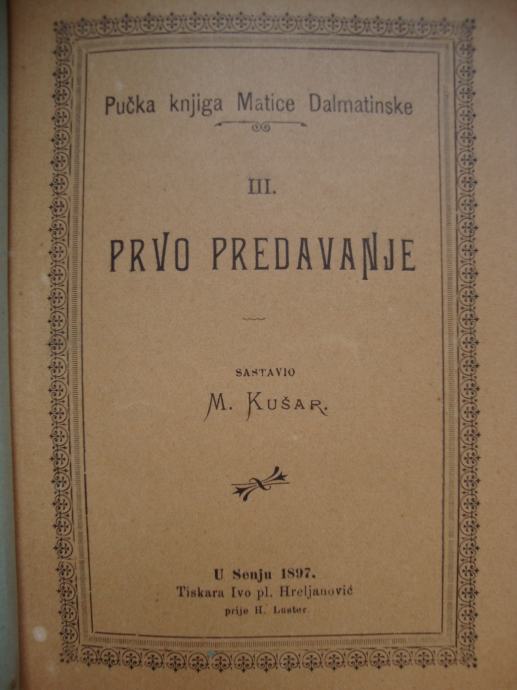 Pučka knjiga Matice Dalmatinske
III.
PRVO PREDAVANJE
SASTAVIO
M. KUŠAR.
U Senju 1897.
Tiskara Ivo pl. Hreljanović
prije H. Luster.